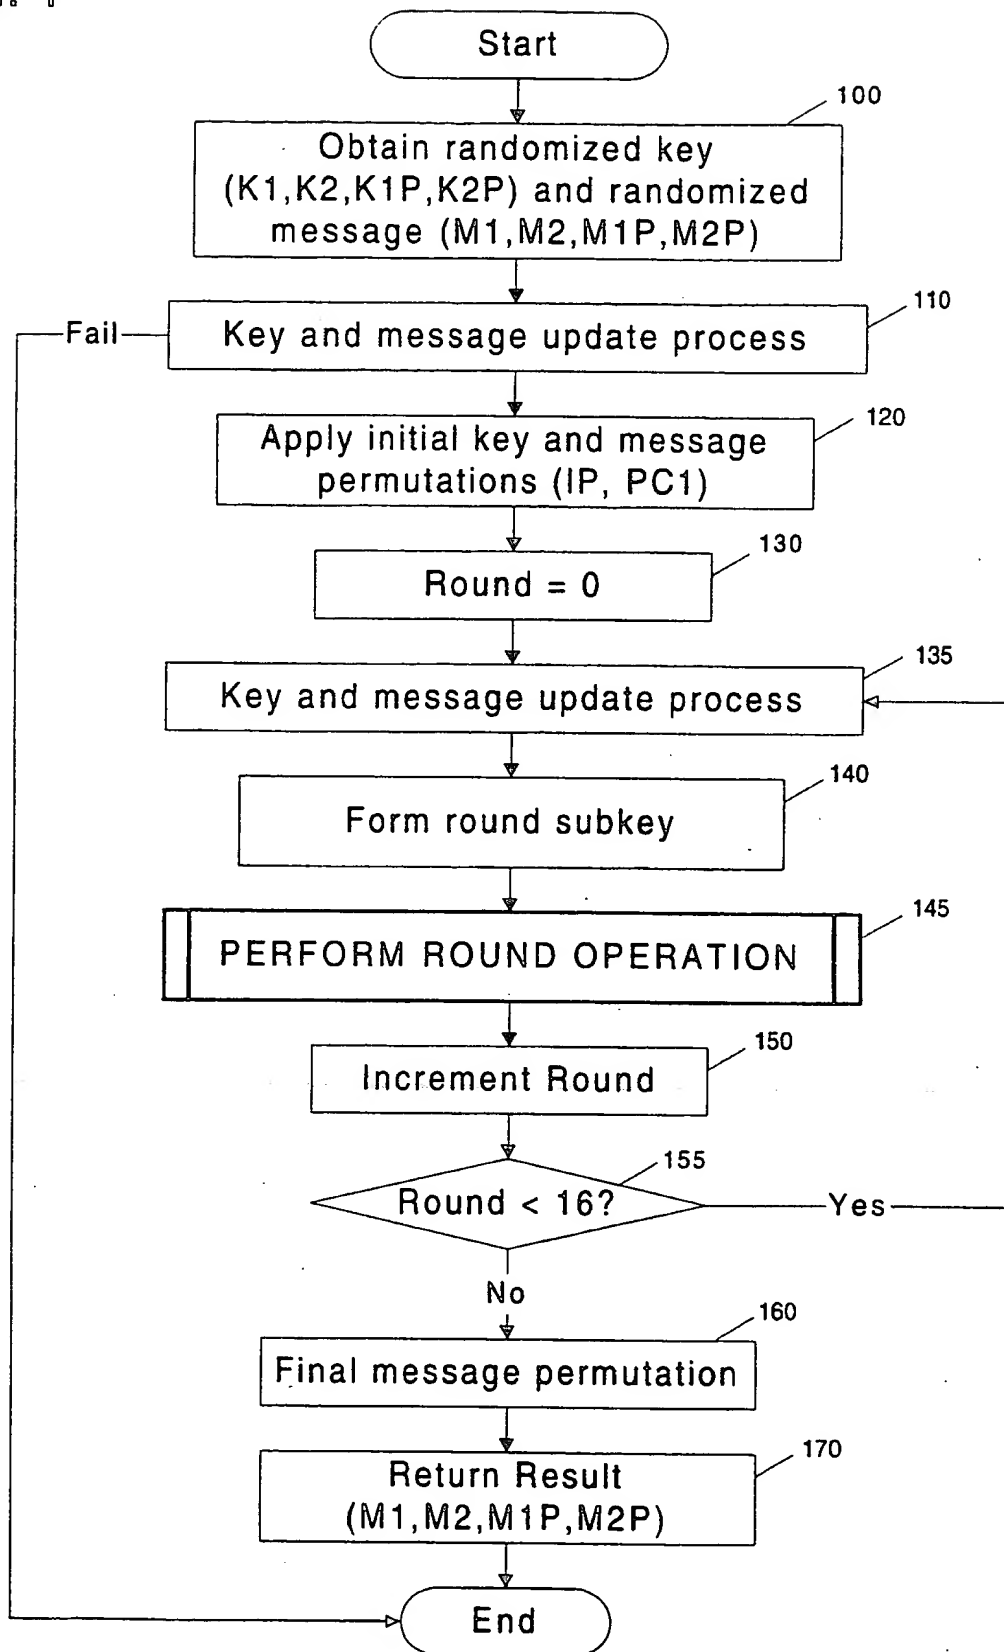 Start
100
Obtain randomized key
(K1,K2,K1P,K2P) and randomized
message (M1,M2,M1P,M2P)
110
Fail
Key and message update process
120
Apply initial key and message
permutations (IP, PC1)
130
Round = 0
135
Key and message update process
140
Form round subkey
145
PERFORM ROUND OPERATION
150
Increment Round
155
Round < 16?
Yes
No
160
Final message permutation
170
Return Result
(M1,M2,M1P,M2P)
End